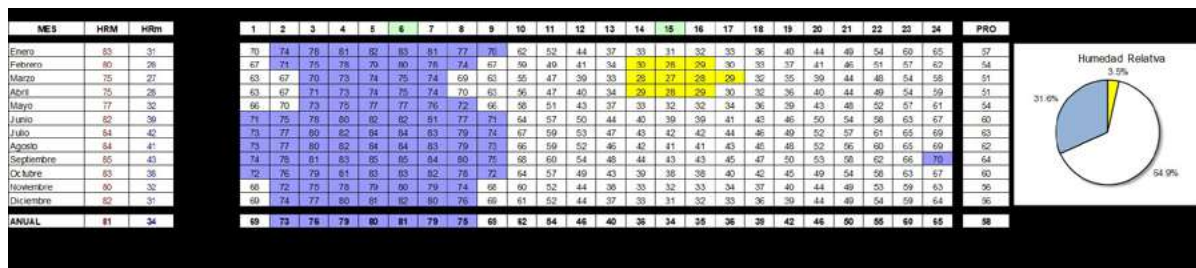 MES HRM HRm 1 2 3 4 5 6 7 8 9 10 11 12 13 14 15 16 17 18 19 20 21 22 23 24 PRO
Enero 83 31 70 74 78 81 82 83 81 77 70 62 52 44 37 33 31 32 33 36 40 44 49 54 60 65 57
Febrero 80 28 67 71 75 78 79 80 78 74 67 59 49 41 34 30 28 29 30 33 37 41 46 51 57 62 54
Marzo 75 27 63 67 70 73 74 75 74 69 63 55 47 39 33 28 27 28 29 32 35 39 44 48 54 58 51
Abril 75 28 63 67 71 73 74 75 74 70 63 56 47 40 34 29 28 29 30 32 36 40 44 49 54 59 51
Mayo 77 32 66 70 73 75 77 77 76 72 66 58 51 43 37 33 32 32 34 36 39 43 48 52 57 61 54
Junio 82 39 71 75 78 80 82 82 81 77 71 64 57 50 44 40 39 39 41 43 46 50 54 58 63 67 60
Julio 84 42 73 77 80 82 84 84 83 79 74 67 59 53 47 43 42 42 44 46 49 52 57 61 65 69 63
Agosto 84 41 73 77 80 82 84 84 83 79 73 66 59 52 46 42 41 41 43 45 48 52 56 60 65 69 62
Septiembre 85 43 74 78 81 83 85 85 84 80 75 68 60 54 48 44 43 43 45 47 50 53 58 62 66 70 64
Octubre 83 38 72 76 79 81 83 83 82 78 72 64 57 49 43 39 38 38 40 42 45 49 54 58 63 67 60
Noviembre 80 32 68 72 75 78 79 80 79 74 68 60 52 44 38 33 32 33 34 37 40 44 49 53 59 63 56
Diciembre 82 31 69 74 77 80 81 82 80 76 69 61 52 44 37 33 31 32 33 36 39 44 49 54 59 64 56
ANUAL 81 34 69 73 76 79 80 81 79 75 69 62 54 46 40 36 34 35 36 39 42 46 50 55 60 65 58
Humedad Relativa
3.5%
31.6%
64.9%